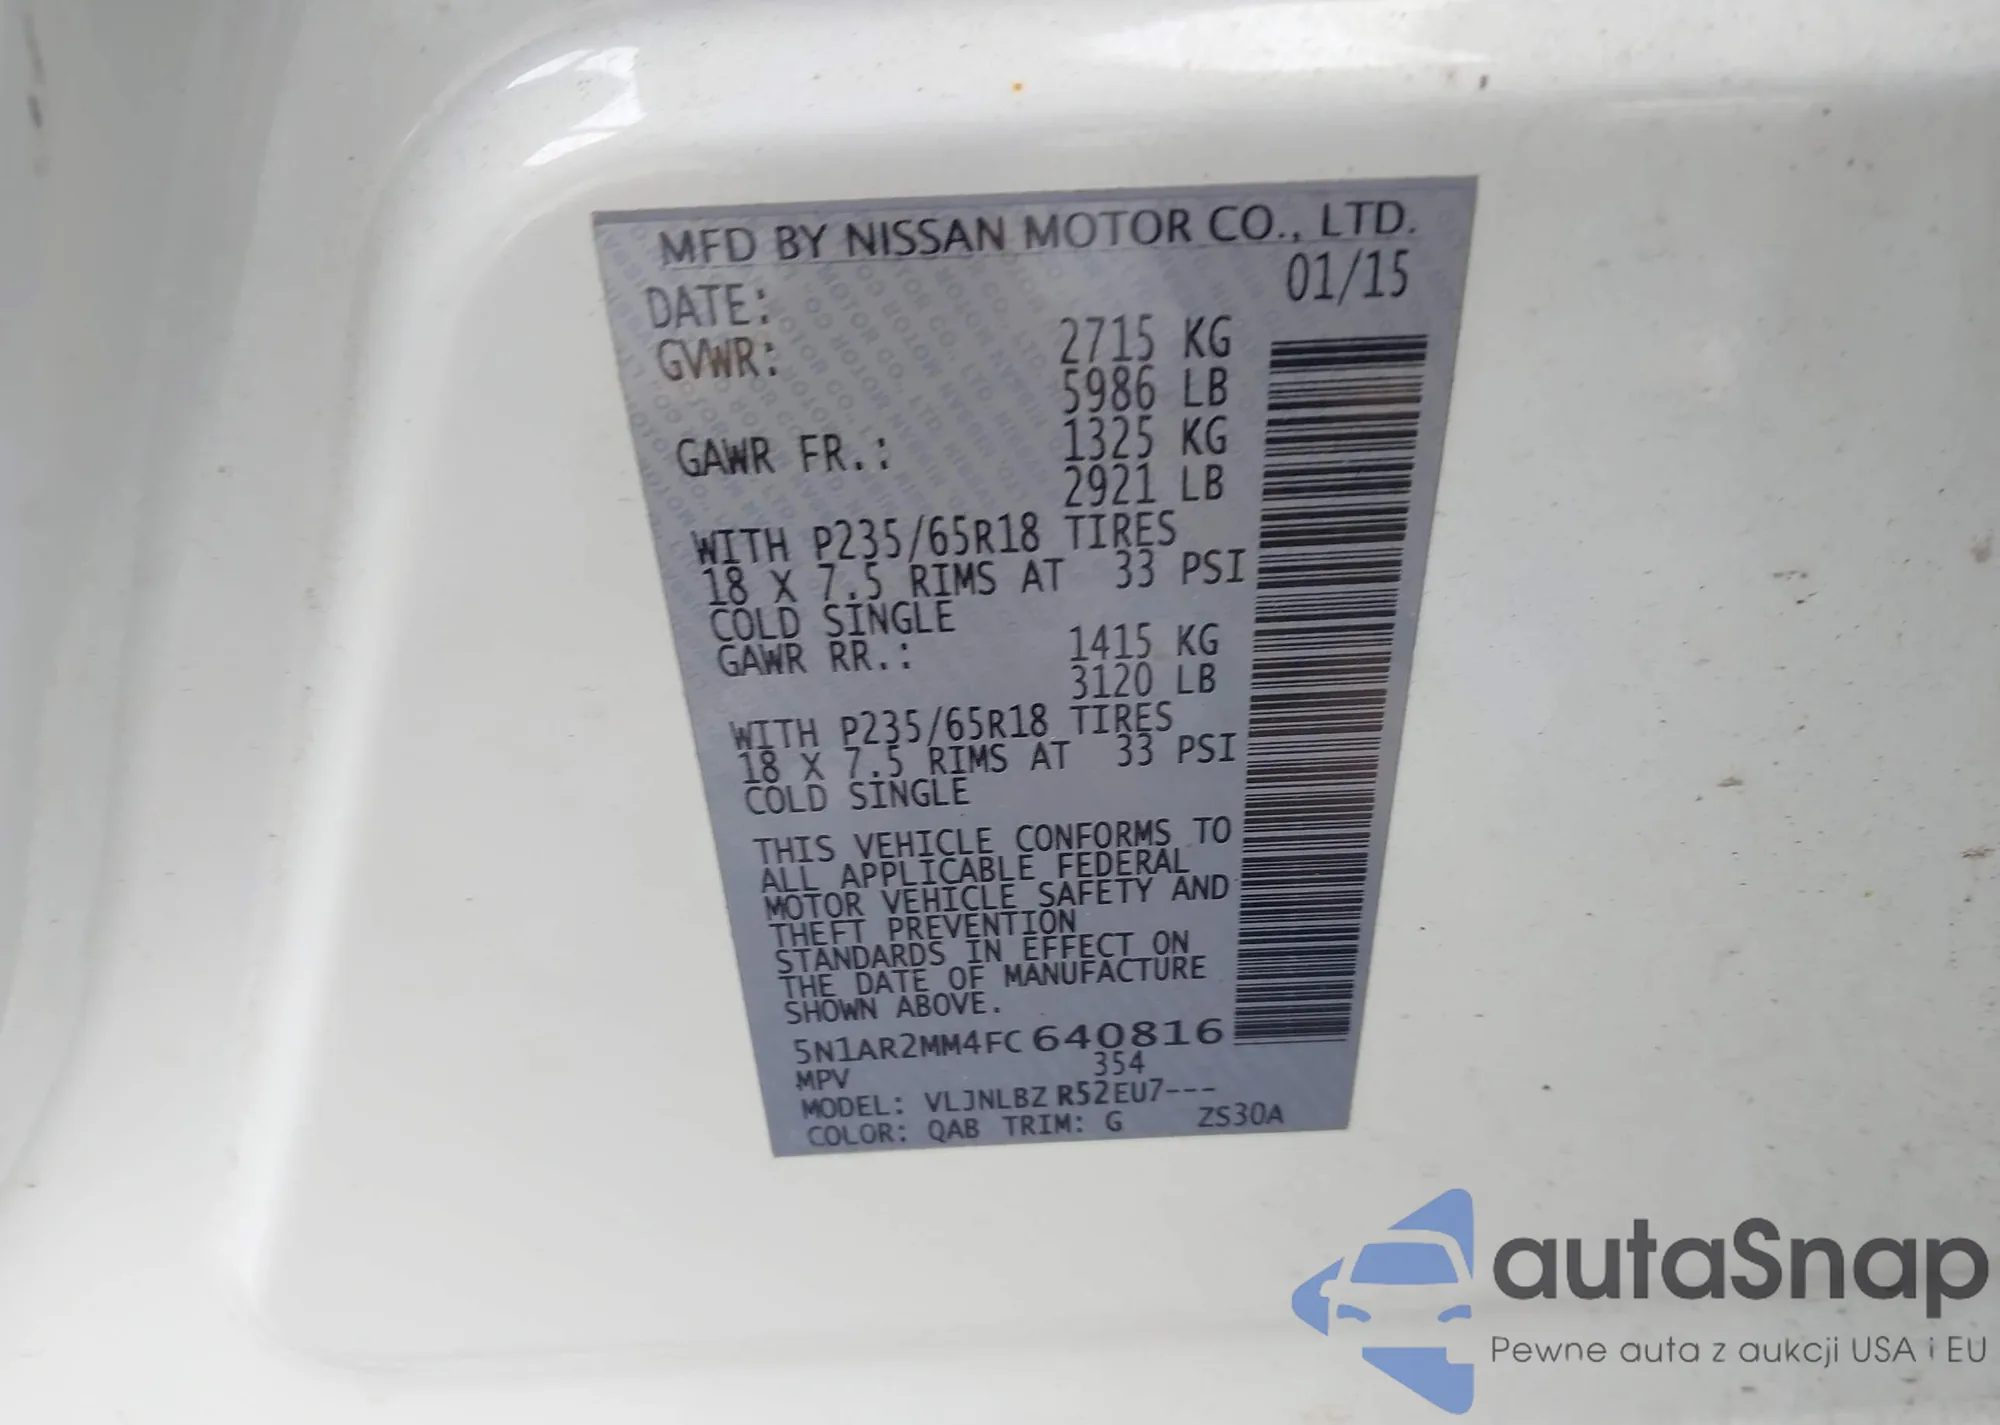 MFD BY NISSAN MOTOR CO., LTD.
DATE: 01/15
GVWR: 2715 KG
5986 LB
GAWR FR.: 1325 KG
2921 LB
WITH P235/65R18 TIRES
18 X 7.5 RIMS AT 33 PSI
COLD SINGLE
GAWR RR.: 1415 KG
3120 LB
WITH P235/65R18 TIRES
18 X 7.5 RIMS AT 33 PSI
COLD SINGLE
THIS VEHICLE CONFORMS TO
ALL APPLICABLE FEDERAL
MOTOR VEHICLE SAFETY AND
THEFT PREVENTION
STANDARDS IN EFFECT ON
THE DATE OF MANUFACTURE
SHOWN ABOVE.
5N1AR2MM4FC640816
MPV 354
MODEL: VLJNLBZ R52EU7---
COLOR: QAB TRIM: G ZS30A
autaSnap
Pewne auta z aukcji USA i EU